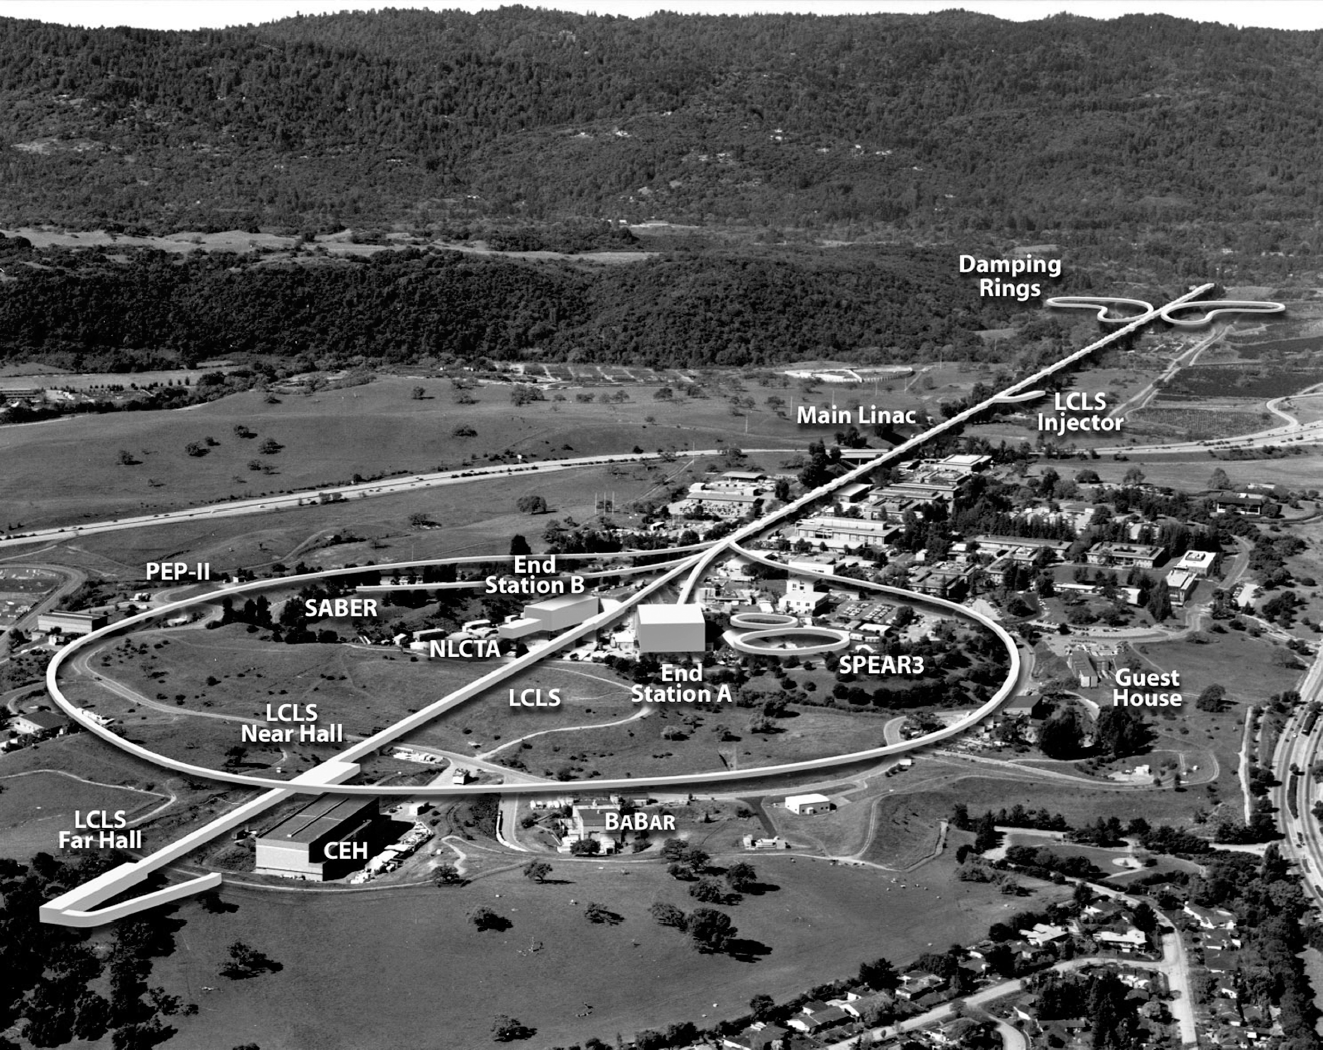 Damping
Rings
LCLS
Injector
Main Linac
PEP-II
End
Station B
SABER
NLCTA
End
Station A
SPEAR3
LCLS
Guest
House
LCLS
Near Hall
LCLS
Far Hall
BABAR
CEH